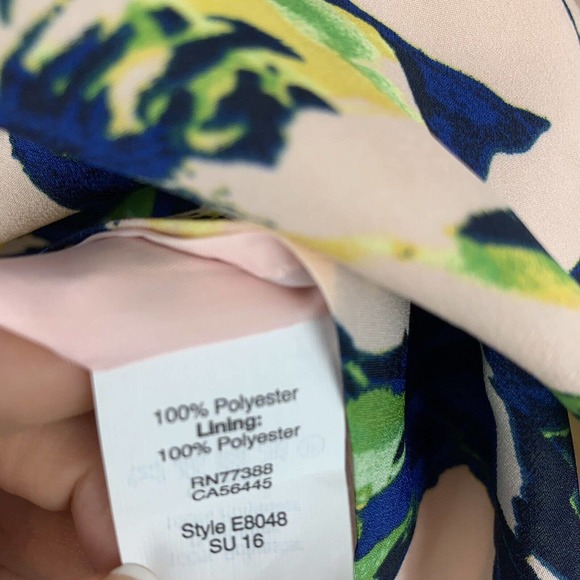 100% Polyester
Lining:
100% Polyester
RN77388
CA56445
Style E8048
SU 16